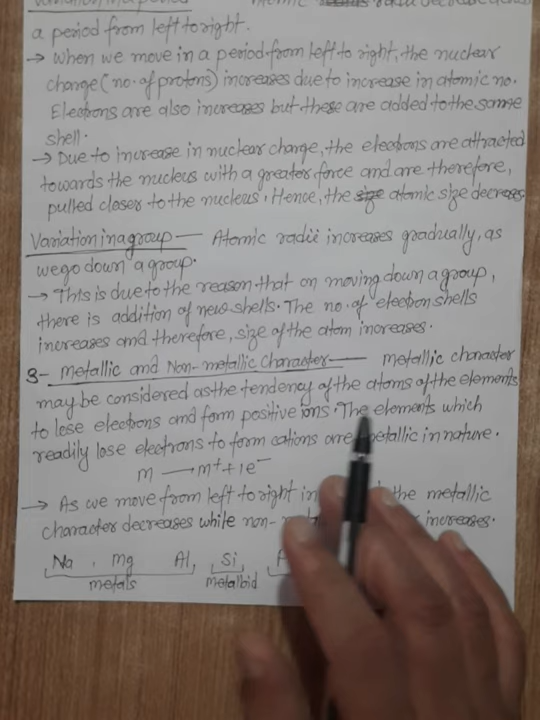 Variation in a period
Atomic radii decrease across
a period from left to right.
→ When we move in a period from left to right, the nuclear
charge (no. of protons) increases due to increase in atomic no.
Electrons are also increases but these are added to the same
shell.
→ Due to increase in nuclear charge, the electrons are attracted
towards the nucleus with a greater force and are therefore,
pulled closer to the nucleus. Hence, the atomic size decreases
Variation in a group — Atomic radii increases gradually, as
we go down a group.
→ This is due to the reason that on moving down a group,
there is addition of new shells. The no. of electron shells
increases and therefore, size of the atom increases.
3- Metallic and Non-metallic Character — Metallic character
may be considered as the tendency of the atoms of the elements
to lose electrons and form positive ions. The elements which
readily lose electrons to form cations are metallic in nature.
M → M⁺ + 1e⁻
→ As we move from left to right in the metallic
character decreases while non- increases.
Na, Mg Al, Si
metals metalloid